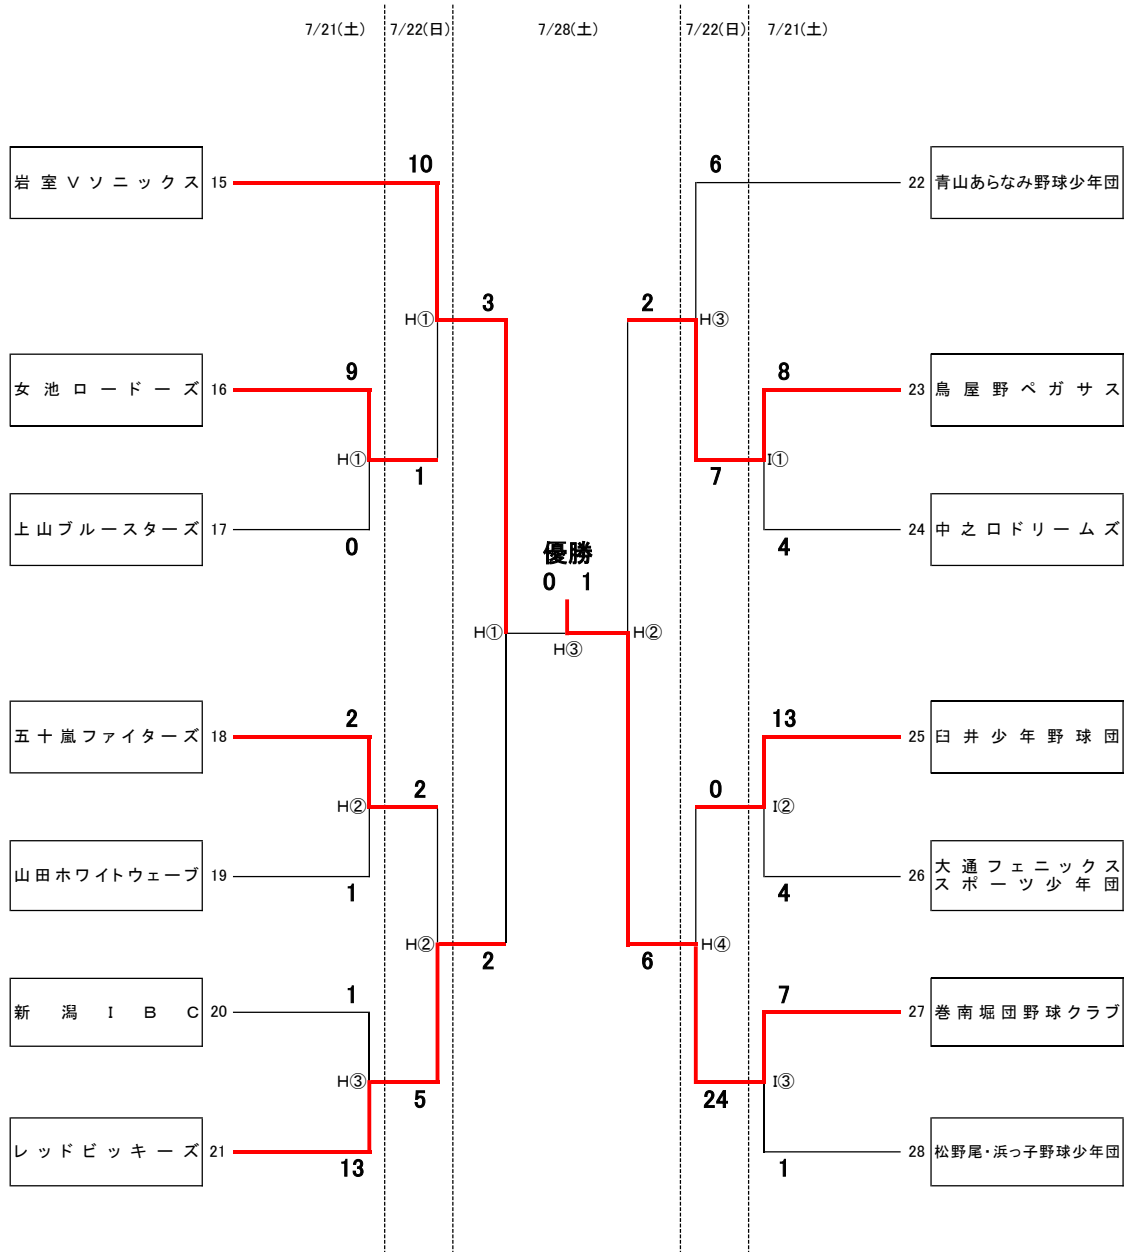 7/21(土) 7/22(日) 7/28(土) 7/22(日) 7/21(土)
10 6
岩室Vソニックス 15 22 青山あらなみ野球少年団
3 2
H① H③
9 8
女池ロードーズ 16 23 鳥屋野ペガサス
H① I①
1 7
上山ブルースターズ 17 24 中之口ドリームズ
0 4
優勝
0 1
H① H② 
H③
2 13
五十嵐ファイターズ 18 25 臼井少年野球団
2 0
H② I②
山田ホワイトウェーブ 19 26 大通フェニックス
スポーツ少年団
1 4
H② H④
2 6
1 7
新潟IBC 20 27 巻南堀団野球クラブ
H③ I③
5 24
レッドビッキーズ 21 28 松野尾・浜っ子野球少年団
13 1